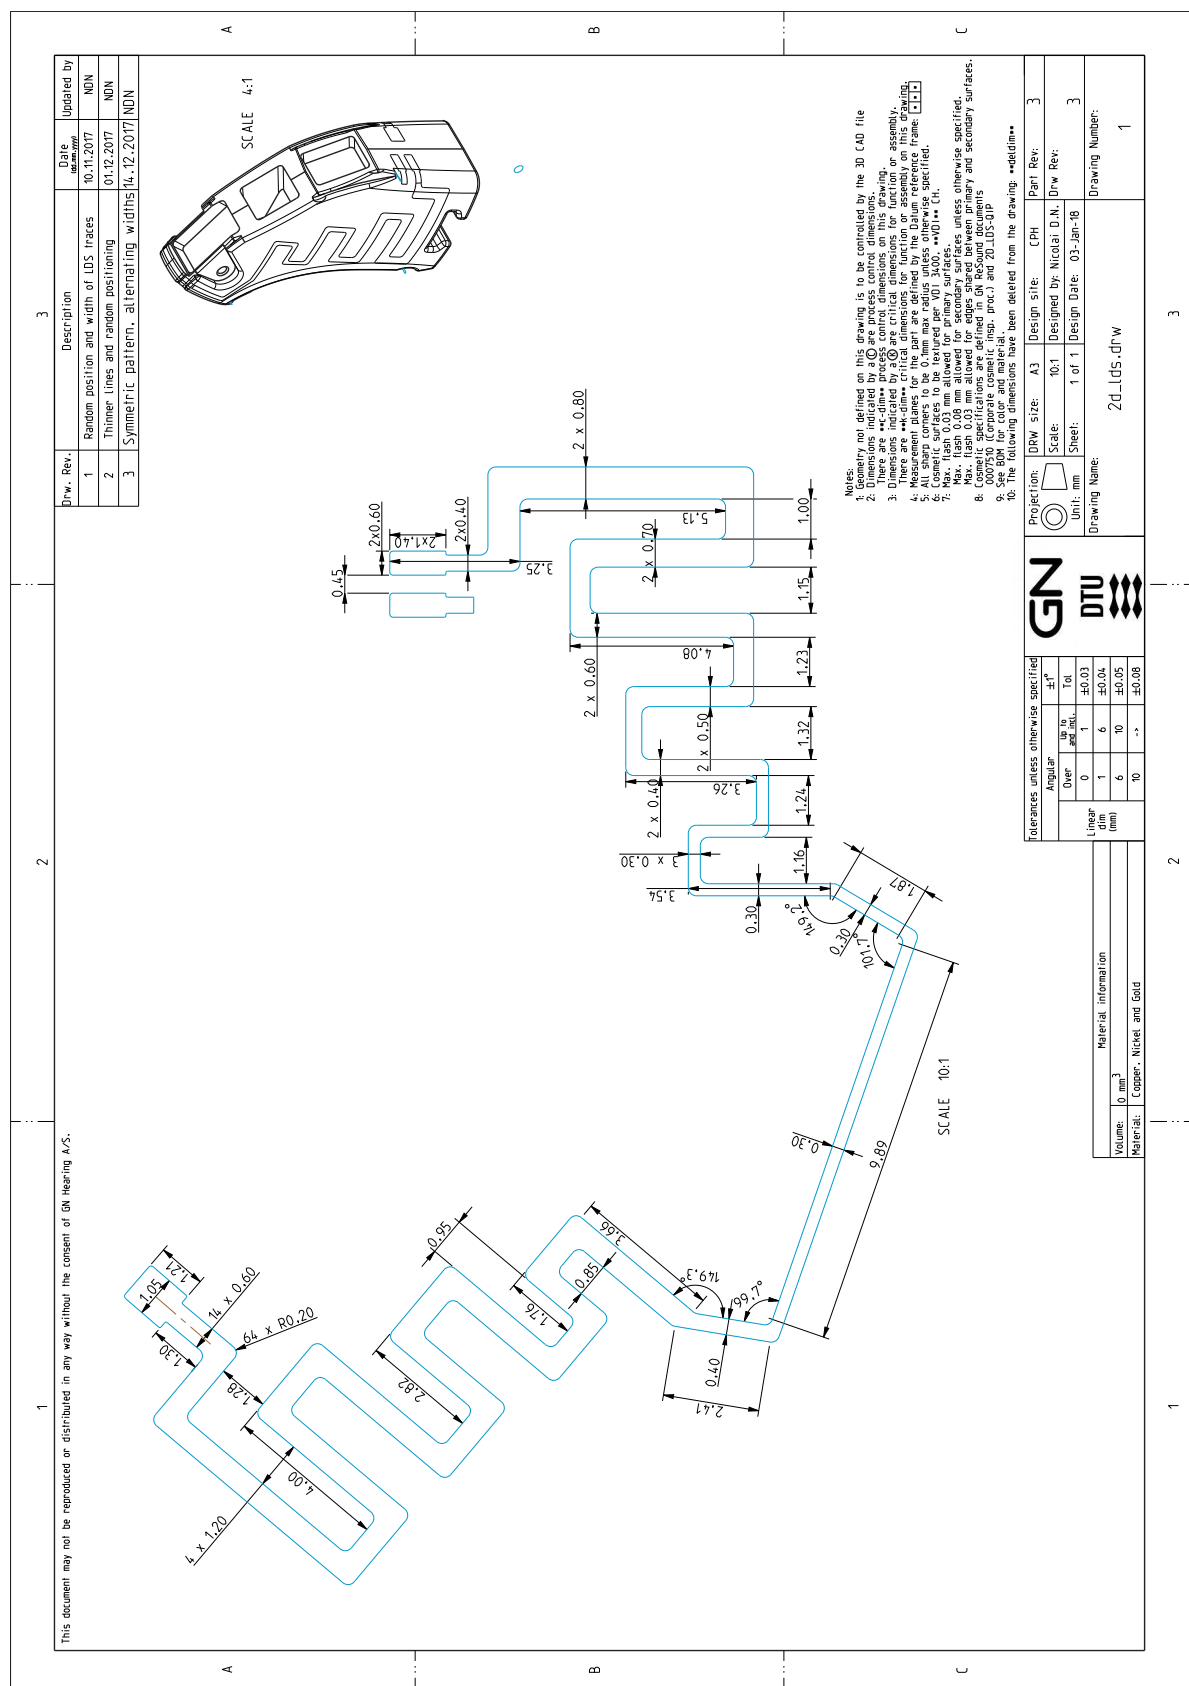 This document may not be reproduced or distributed in any way without the consent of GN Hearing A/S.
Drw. Rev.
Description
Date
(dd.mm.yyyy)
Updated by
1
Random position and width of LDS traces
10.11.2017
NDN
2
Thinner lines and random positioning
01.12.2017
NDN
3
Symmetric pattern, alternating widths
14.12.2017
NDN
SCALE 4:1
A
B
C
A
B
C
1
2
3
1
2
3
1.21
1.05
14 x 0.60
64 x R0.20
1.30
1.28
4.00
4 x 1.20
2.82
0.95
1.76
0.85
3.66
149.3°
99.7°
0.40
2.41
0.30
9.89
SCALE 10:1
101.7°
0.30
149.2°
1.87
0.30
3.54
3 x 0.30
1.16
1.24
3.26
2 x 0.40
1.32
2 x 0.50
1.23
4.08
2 x 0.60
1.15
2 x 0.70
1.00
5.13
2 x 0.80
3.25
2x0.40
2x1.40
2x0.60
0.45
Notes:
1: Geometry not defined on this drawing is to be controlled by the 3D CAD file
2: Dimensions indicated by a C are process control dimensions.
There are **c-dim** process control dimensions on this drawing.
3: Dimensions indicated by a K are critical dimensions for function or assembly.
There are **k-dim** critical dimensions for function or assembly on this drawing.
4: Measurement planes for the part are defined by the Datum reference frame:
5: All sharp corners to be 0.1mm max radius unless otherwise specified.
6: Cosmetic surfaces to be textured per VDI 3400, **VDI** CH.
7: Max. flash 0.03 mm allowed for primary surfaces.
Max. flash 0.08 mm allowed for secondary surfaces unless otherwise specified.
Max. flash 0.03 mm allowed for edges shared between primary and secondary surfaces.
8: Cosmetic specifications are defined in GN ReSound documents
0007510 (Corporate cosmetic insp. proc.) and 2D_LDS-QIP
9: See BOM for color and material.
10: The following dimensions have been deleted from the drawing: **deldim**
Material information
Volume:
0 mm³
Material:
Copper, Nickel and Gold
Tolerances unless otherwise specified
Angular
±1°
Linear
dim
(mm)
Over
Up to
and incl.
Tol
0
1
±0.03
1
6
±0.04
6
10
±0.05
10
->
±0.08
GN
DTU
Projection:
Unit: mm
DRW size: A3
Design site: CPH
Part Rev: 3
Scale: 10:1
Designed by: Nicolai D.N.
Drw Rev: 3
Sheet: 1 of 1
Design Date: 03-Jan-18
Drawing Name:
2d_lds.drw
Drawing Number:
1